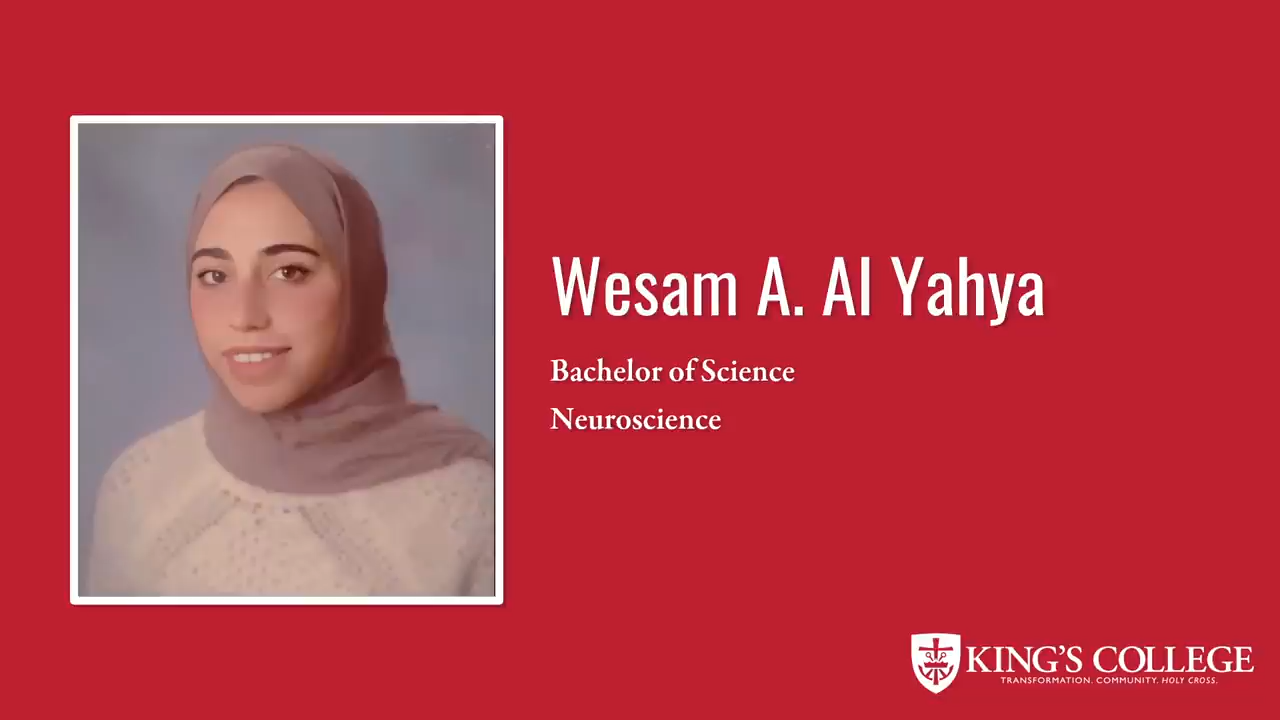 Wesam A. Al Yahya
Bachelor of Science
Neuroscience
KING'S COLLEGE
TRANSFORMATION. COMMUNITY. HOLY CROSS.